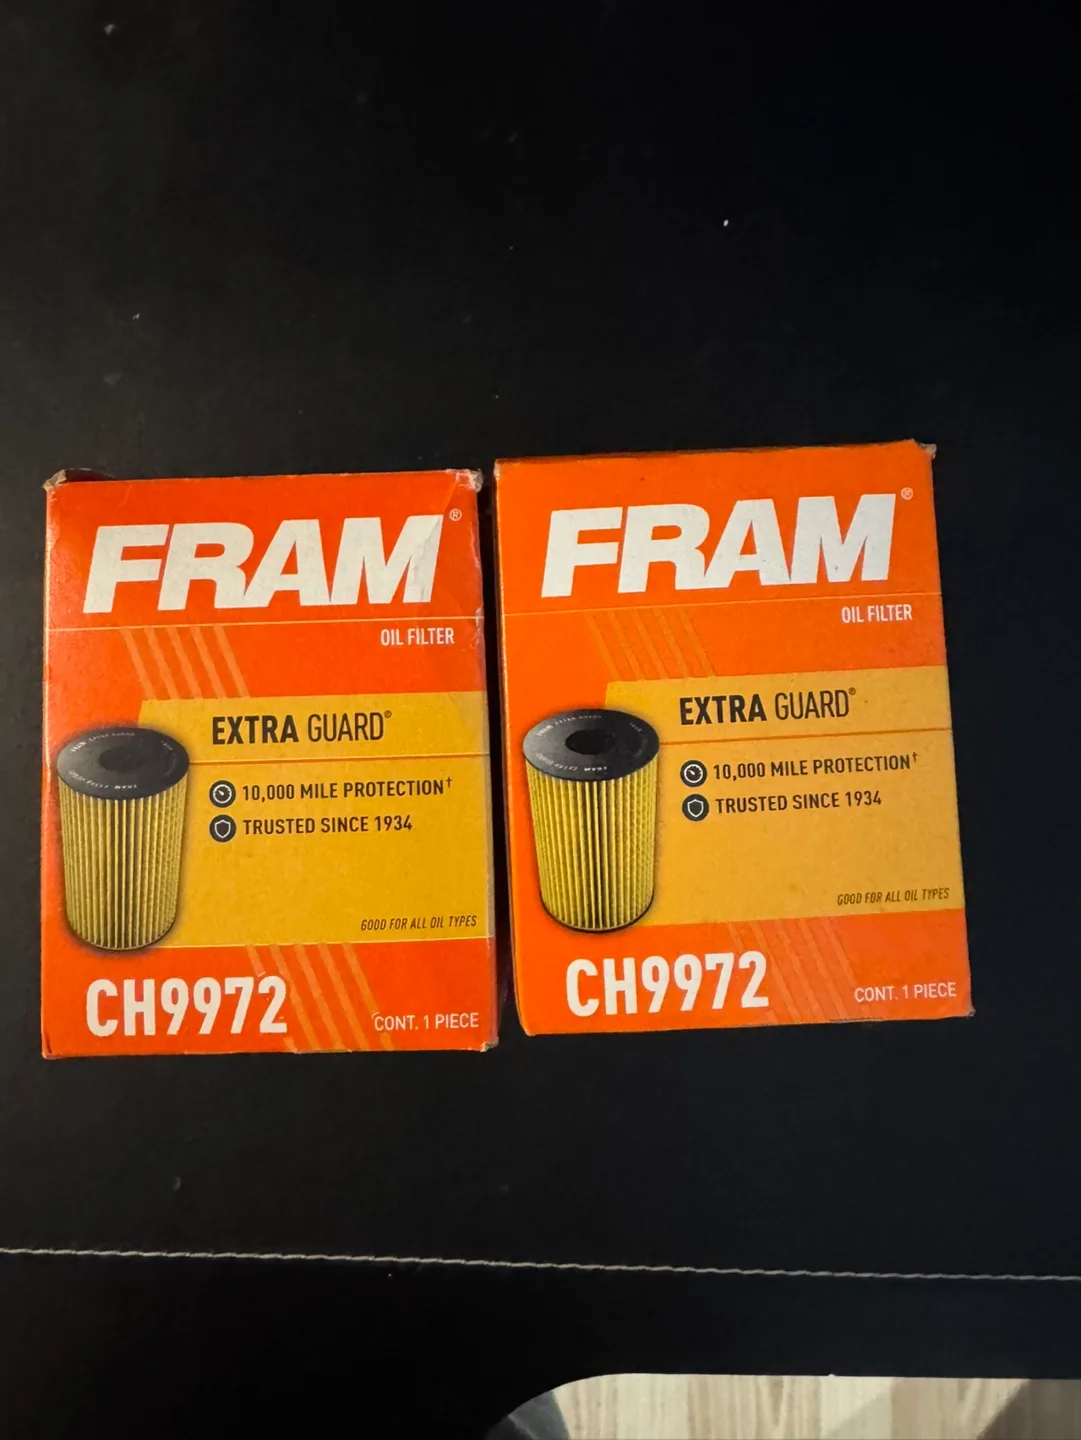 FRAM®
OIL FILTER
EXTRA GUARD®
10,000 MILE PROTECTION†
TRUSTED SINCE 1934
GOOD FOR ALL OIL TYPES
CH9972
CONT. 1 PIECE
FRAM®
OIL FILTER
EXTRA GUARD®
10,000 MILE PROTECTION†
TRUSTED SINCE 1934
GOOD FOR ALL OIL TYPES
CH9972
CONT. 1 PIECE